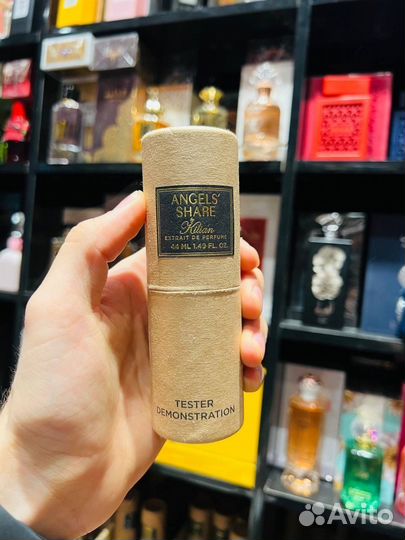 ANGELS'
SHARE
Kilian
EXTRAIT DE PERFUME
44 ML 1.49 FL. OZ.
TESTER
DEMONSTRATION
Avito